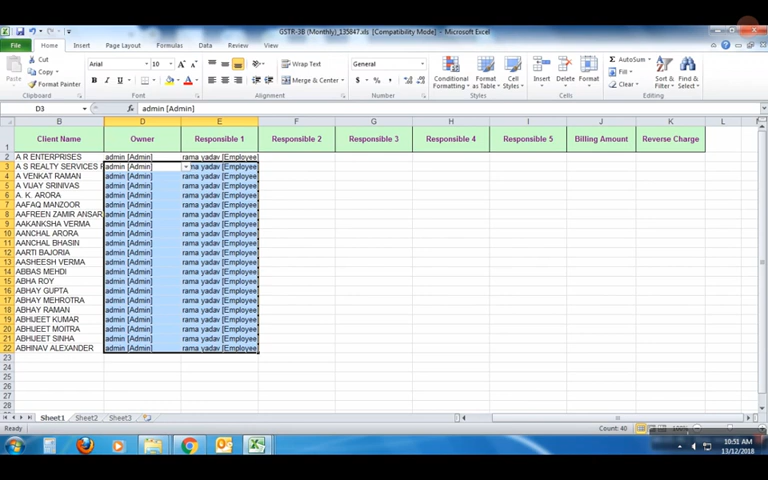 GSTR-3B (Monthly)_135847.xls [Compatibility Mode] - Microsoft Excel
File Home Insert Page Layout Formulas Data Review View
Cut
Copy
Format Painter
Paste
Clipboard
Arial 10
B I U
Font
Wrap Text
Merge & Center
Alignment
General
$ % ,
Number
Conditional Formatting
Format as Table
Cell Styles
Styles
Insert Delete Format
Cells
AutoSum
Fill
Clear
Sort & Filter
Find & Select
Editing
D3 fx admin [Admin]
B D E F G H I J K L M
1 Client Name Owner Responsible 1 Responsible 2 Responsible 3 Responsible 4 Responsible 5 Billing Amount Reverse Charge
2 A R ENTERPRISES admin [Admin] rama yadav [Employee]
3 A S REALTY SERVICES P admin [Admin] na yadav [Employee
4 A VENKAT RAMAN admin [Admin] rama yadav [Employee
5 A VIJAY SRINIVAS admin [Admin] rama yadav [Employee
6 A. K. ARORA admin [Admin] rama yadav [Employee
7 AAFAQ MANZOOR admin [Admin] rama yadav [Employee
8 AAFREEN ZAMIR ANSAR admin [Admin] rama yadav [Employee
9 AAKANKSHA VERMA admin [Admin] rama yadav [Employee
10 AANCHAL ARORA admin [Admin] rama yadav [Employee
11 AANCHAL BHASIN admin [Admin] rama yadav [Employee
12 AARTI BAJORIA admin [Admin] rama yadav [Employee
13 AASHEESH VERMA admin [Admin] rama yadav [Employee
14 ABBAS MEHDI admin [Admin] rama yadav [Employee
15 ABHA ROY admin [Admin] rama yadav [Employee
16 ABHAY GUPTA admin [Admin] rama yadav [Employee
17 ABHAY MEHROTRA admin [Admin] rama yadav [Employee
18 ABHAY RAMAN admin [Admin] rama yadav [Employee
19 ABHIJEET KUMAR admin [Admin] rama yadav [Employee
20 ABHIJEET MOITRA admin [Admin] rama yadav [Employee
21 ABHIJEET SINHA admin [Admin] rama yadav [Employee
22 ABHINAV ALEXANDER admin [Admin] rama yadav [Employee
23
24
25
26
27
28
Sheet1 Sheet2 Sheet3
Ready Count: 40 100%
10:51 AM
13/12/2018